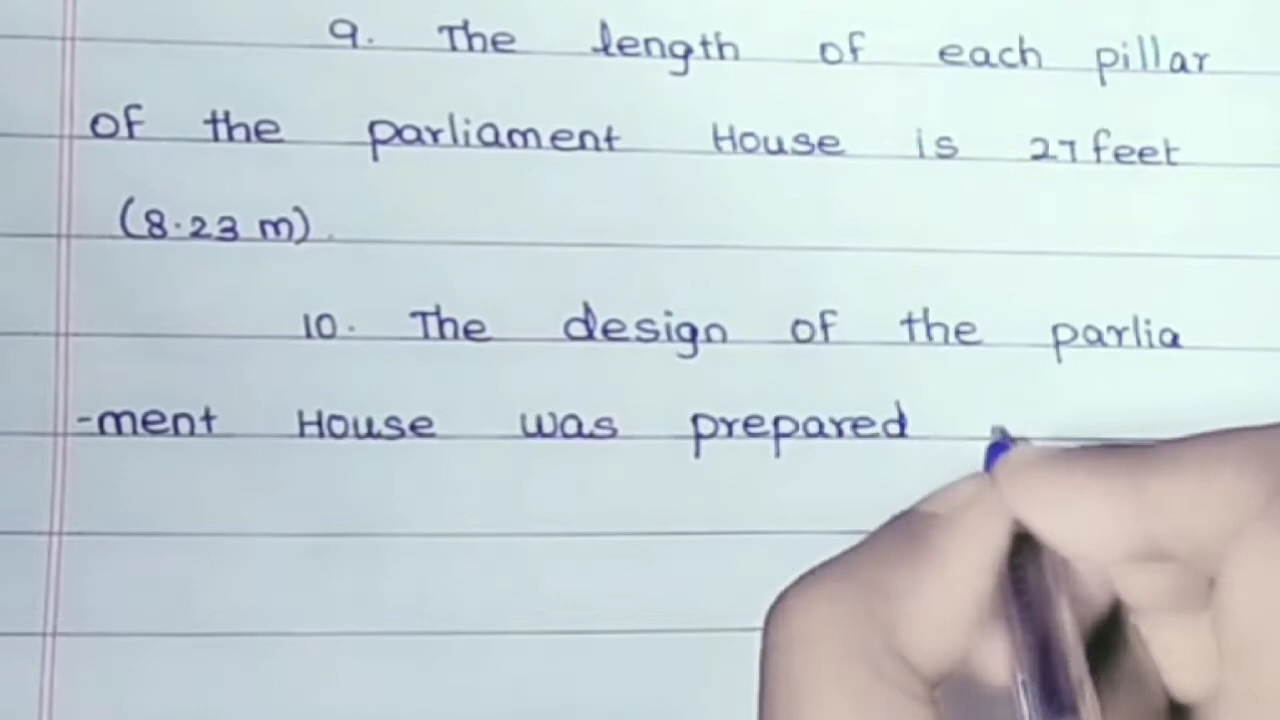 9. The length of each pillar
of the parliament House is 27 feet
(8.23 m).
10. The design of the parlia
-ment House was prepared